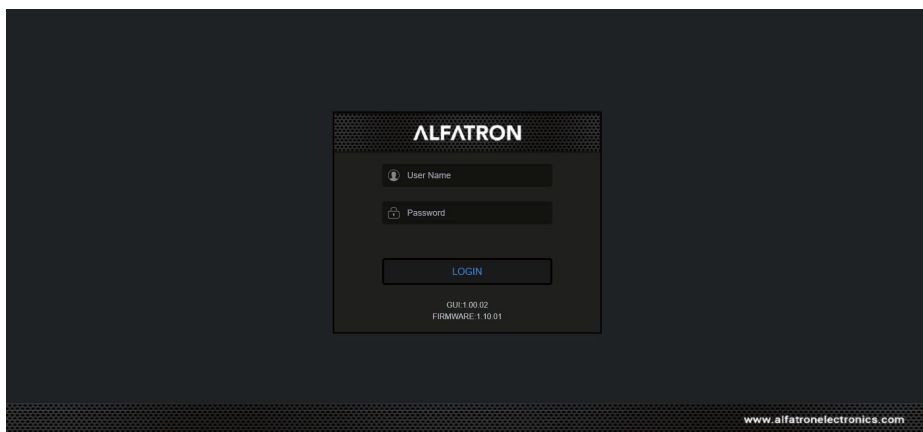 ALFATRON
User Name
Password
LOGIN
GUI:1.00.02
FIRMWARE:1.10.01
www.alfatronelectronics.com